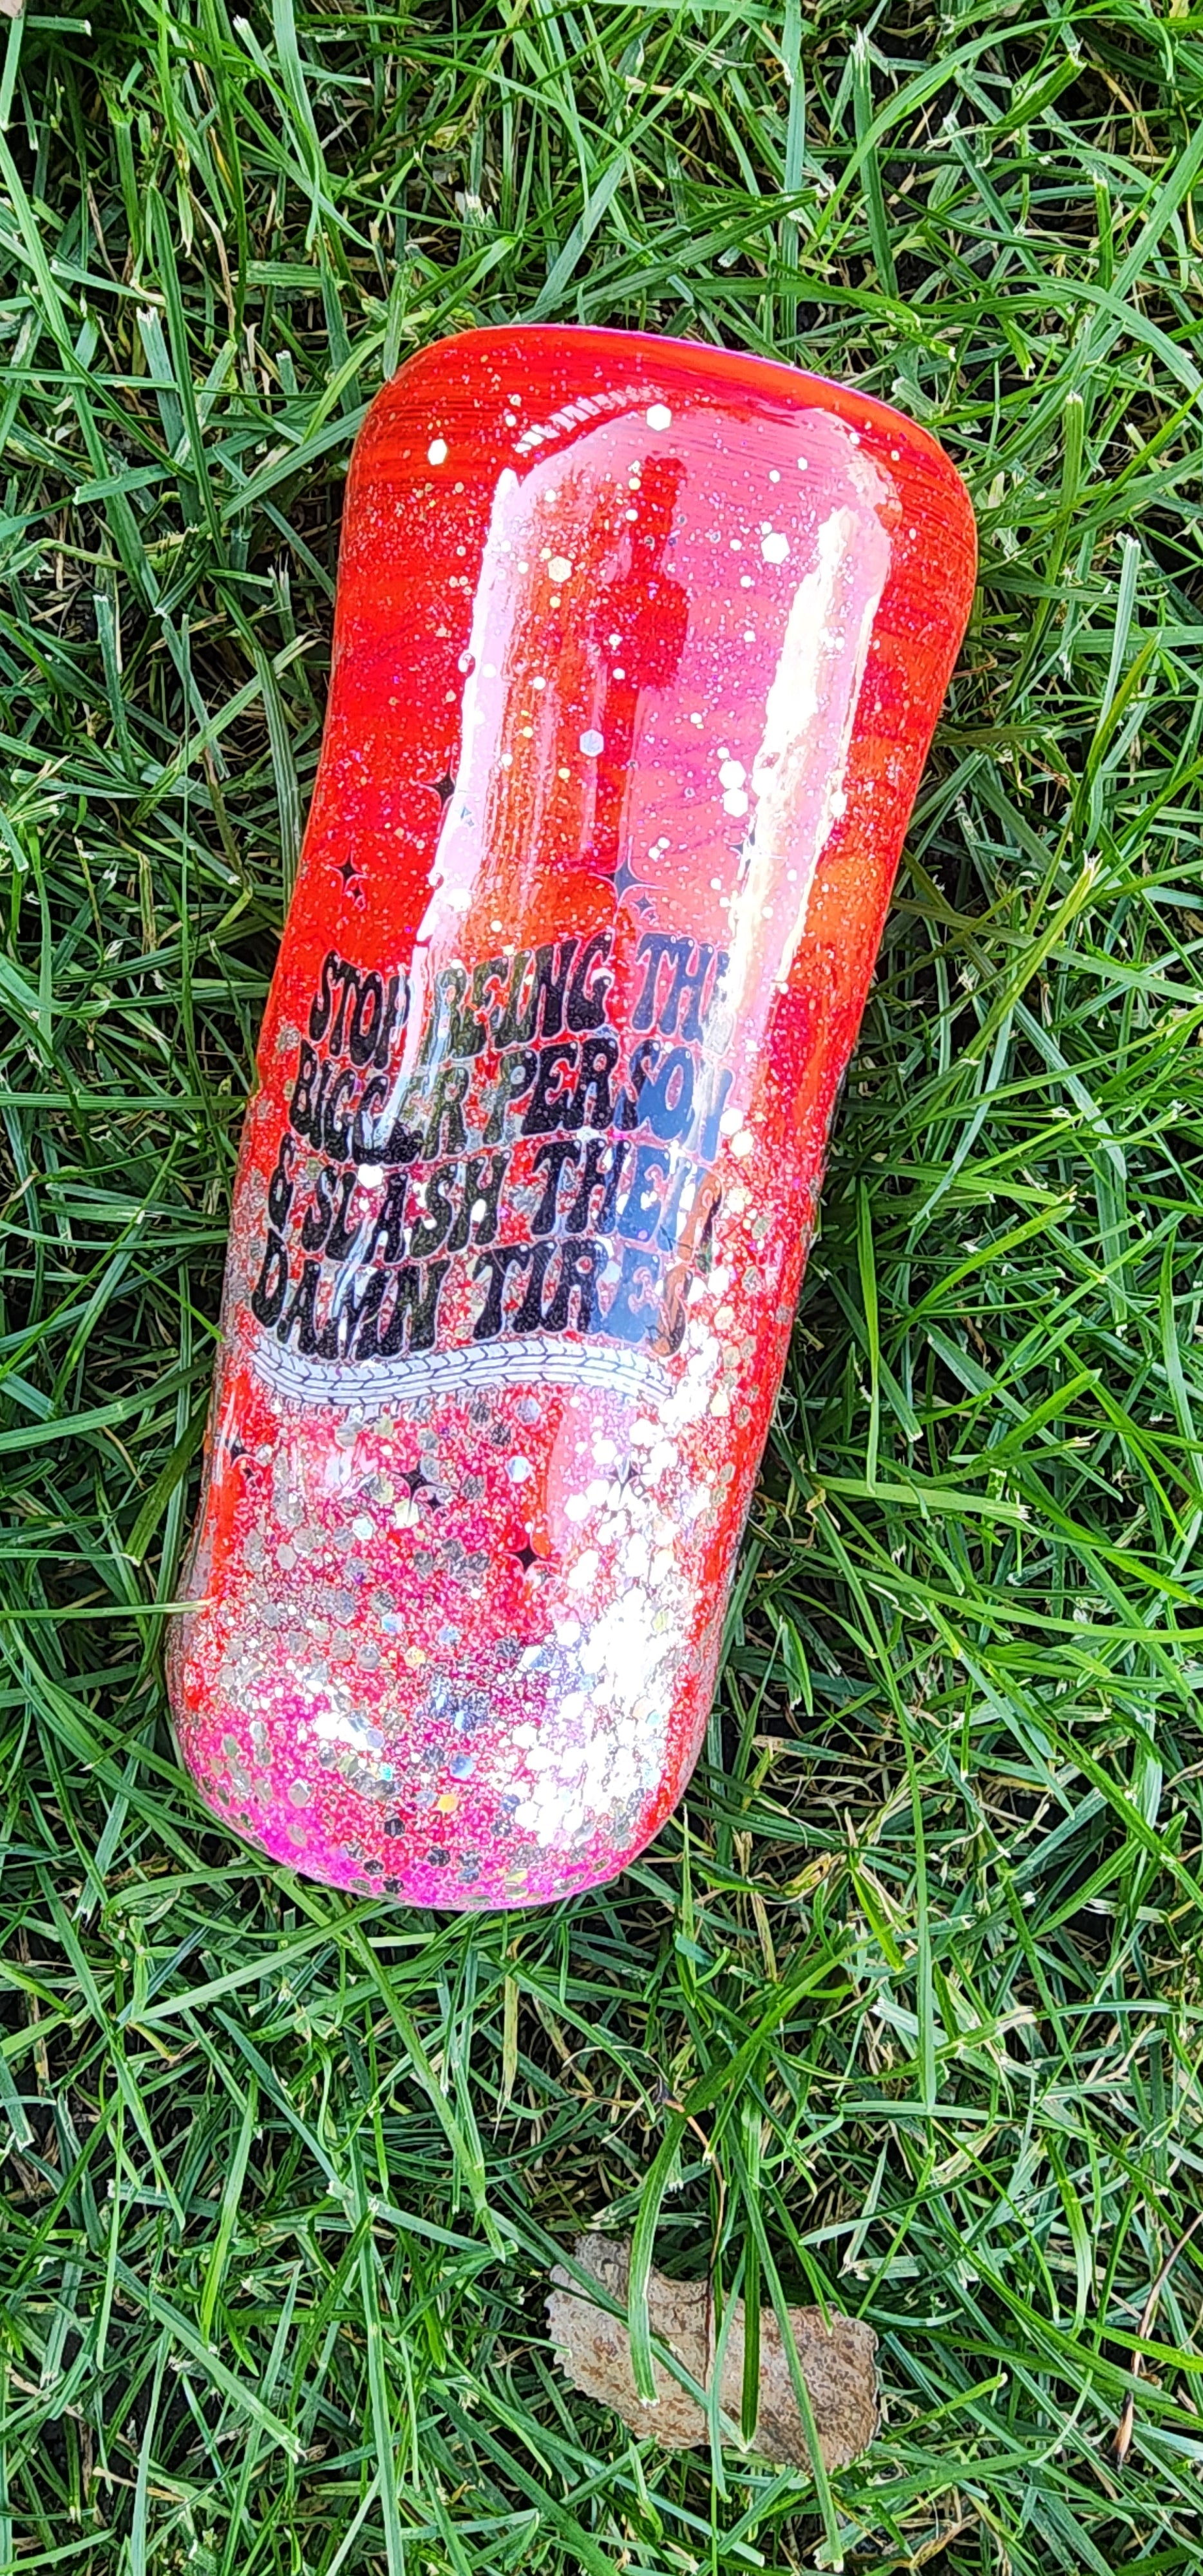 STOP BEING THE
BIGGER PERSON
& SLASH THEIR
DAMN TIRES